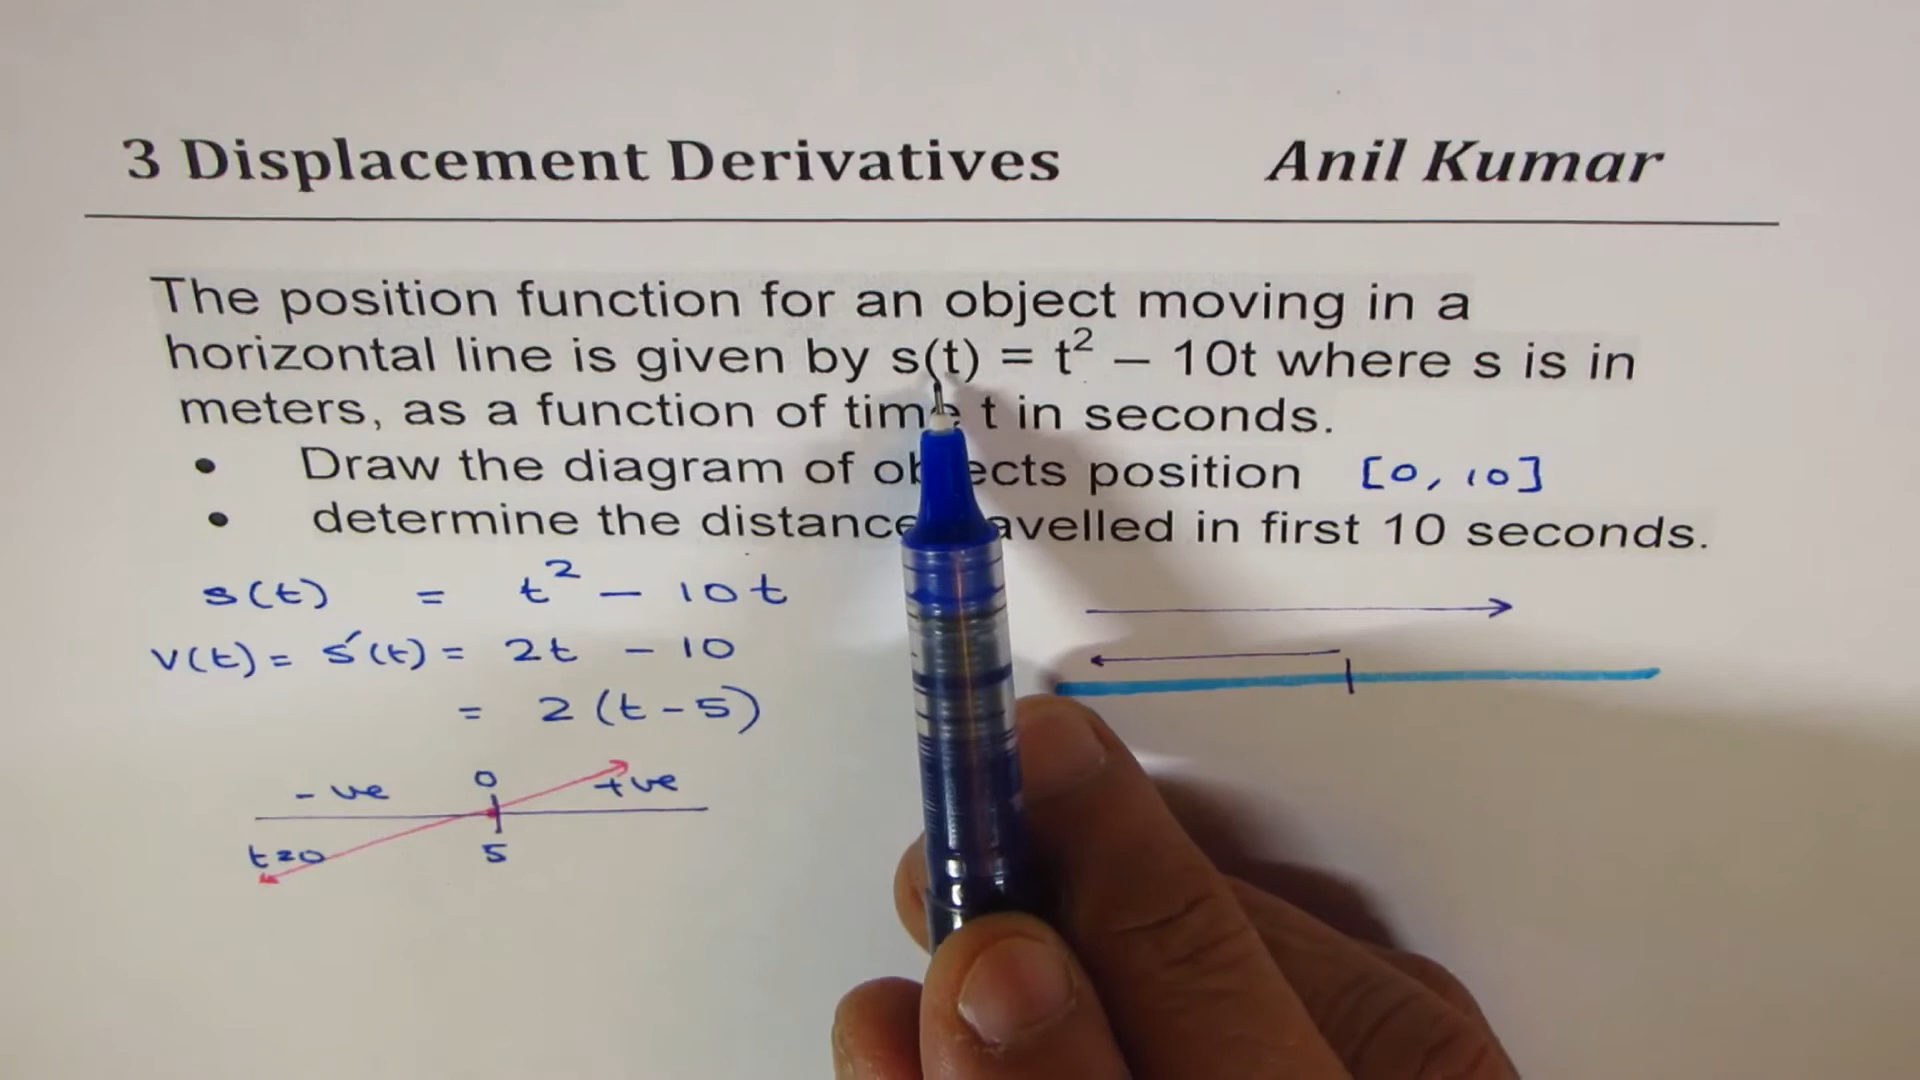 3 Displacement Derivatives Anil Kumar
The position function for an object moving in a
horizontal line is given by s(t) = t² – 10t where s is in
meters, as a function of time t in seconds.
• Draw the diagram of objects position [0, 10]
• determine the distance travelled in first 10 seconds.
s(t) = t² - 10t
v(t) = s'(t) = 2t - 10
= 2(t-5)
-ve 0 +ve
t=0 5